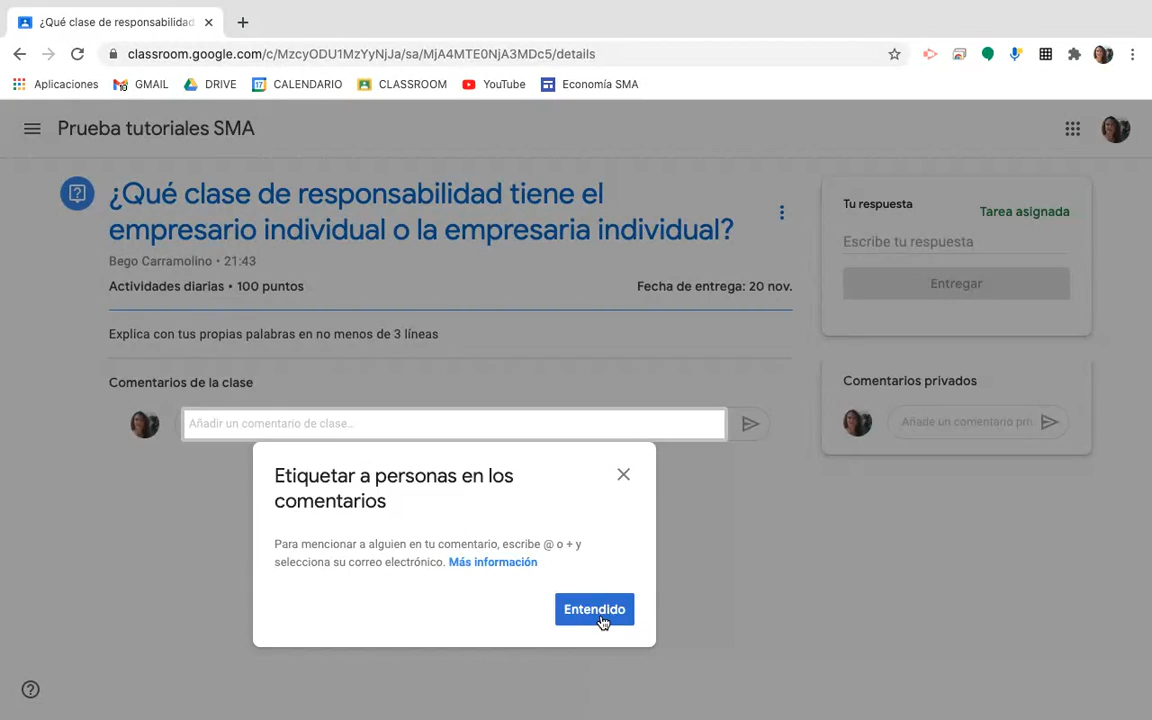 ¿Qué clase de responsabilidad
classroom.google.com/c/MzcyODU1MzYyNjJa/sa/MjA4MTE0NjA3MDc5/details
Aplicaciones GMAIL DRIVE 17 CALENDARIO CLASSROOM YouTube Economía SMA
Prueba tutoriales SMA
¿Qué clase de responsabilidad tiene el
empresario individual o la empresaria individual?
Bego Carramolino • 21:43
Actividades diarias • 100 puntos
Fecha de entrega: 20 nov.
Explica con tus propias palabras en no menos de 3 líneas
Comentarios de la clase
Añadir un comentario de clase...
Tu respuesta
Tarea asignada
Escribe tu respuesta
Entregar
Comentarios privados
Añade un comentario pri
Etiquetar a personas en los
comentarios
Para mencionar a alguien en tu comentario, escribe @ o + y
selecciona su correo electrónico. Más información
Entendido